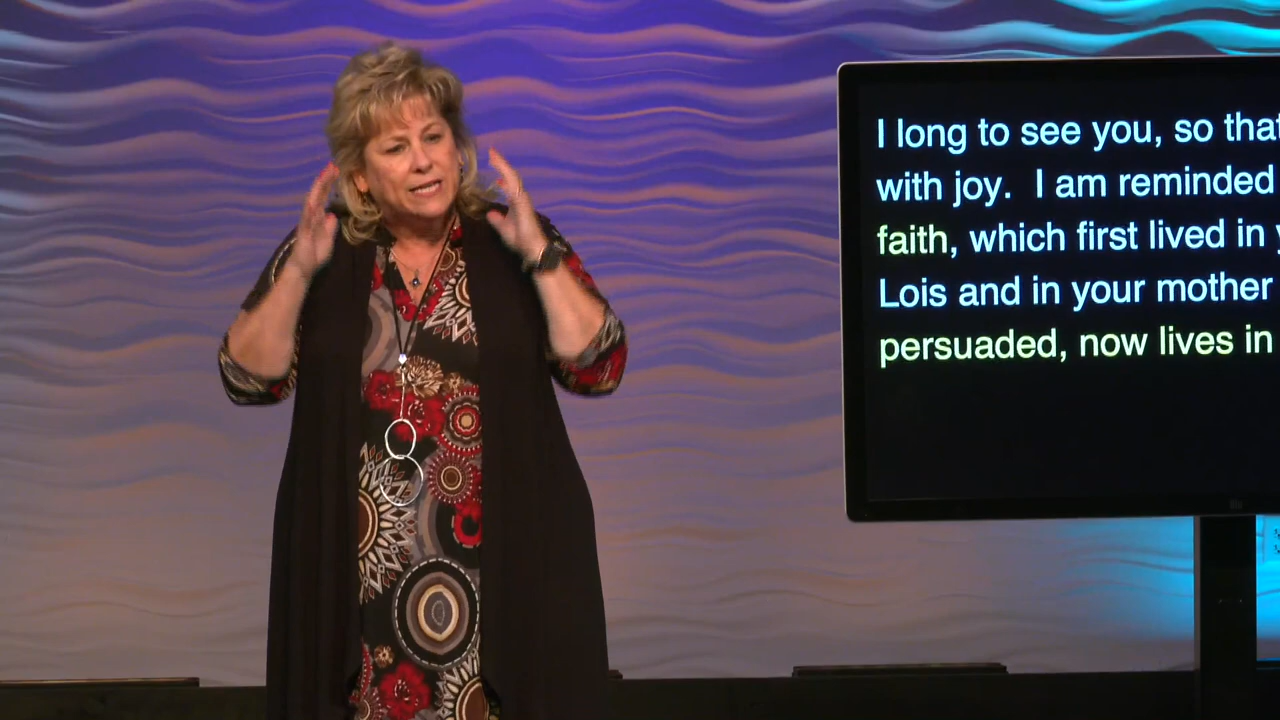 I long to see you, so that
with joy.  I am reminded
faith, which first lived in
Lois and in your mother
persuaded, now lives in